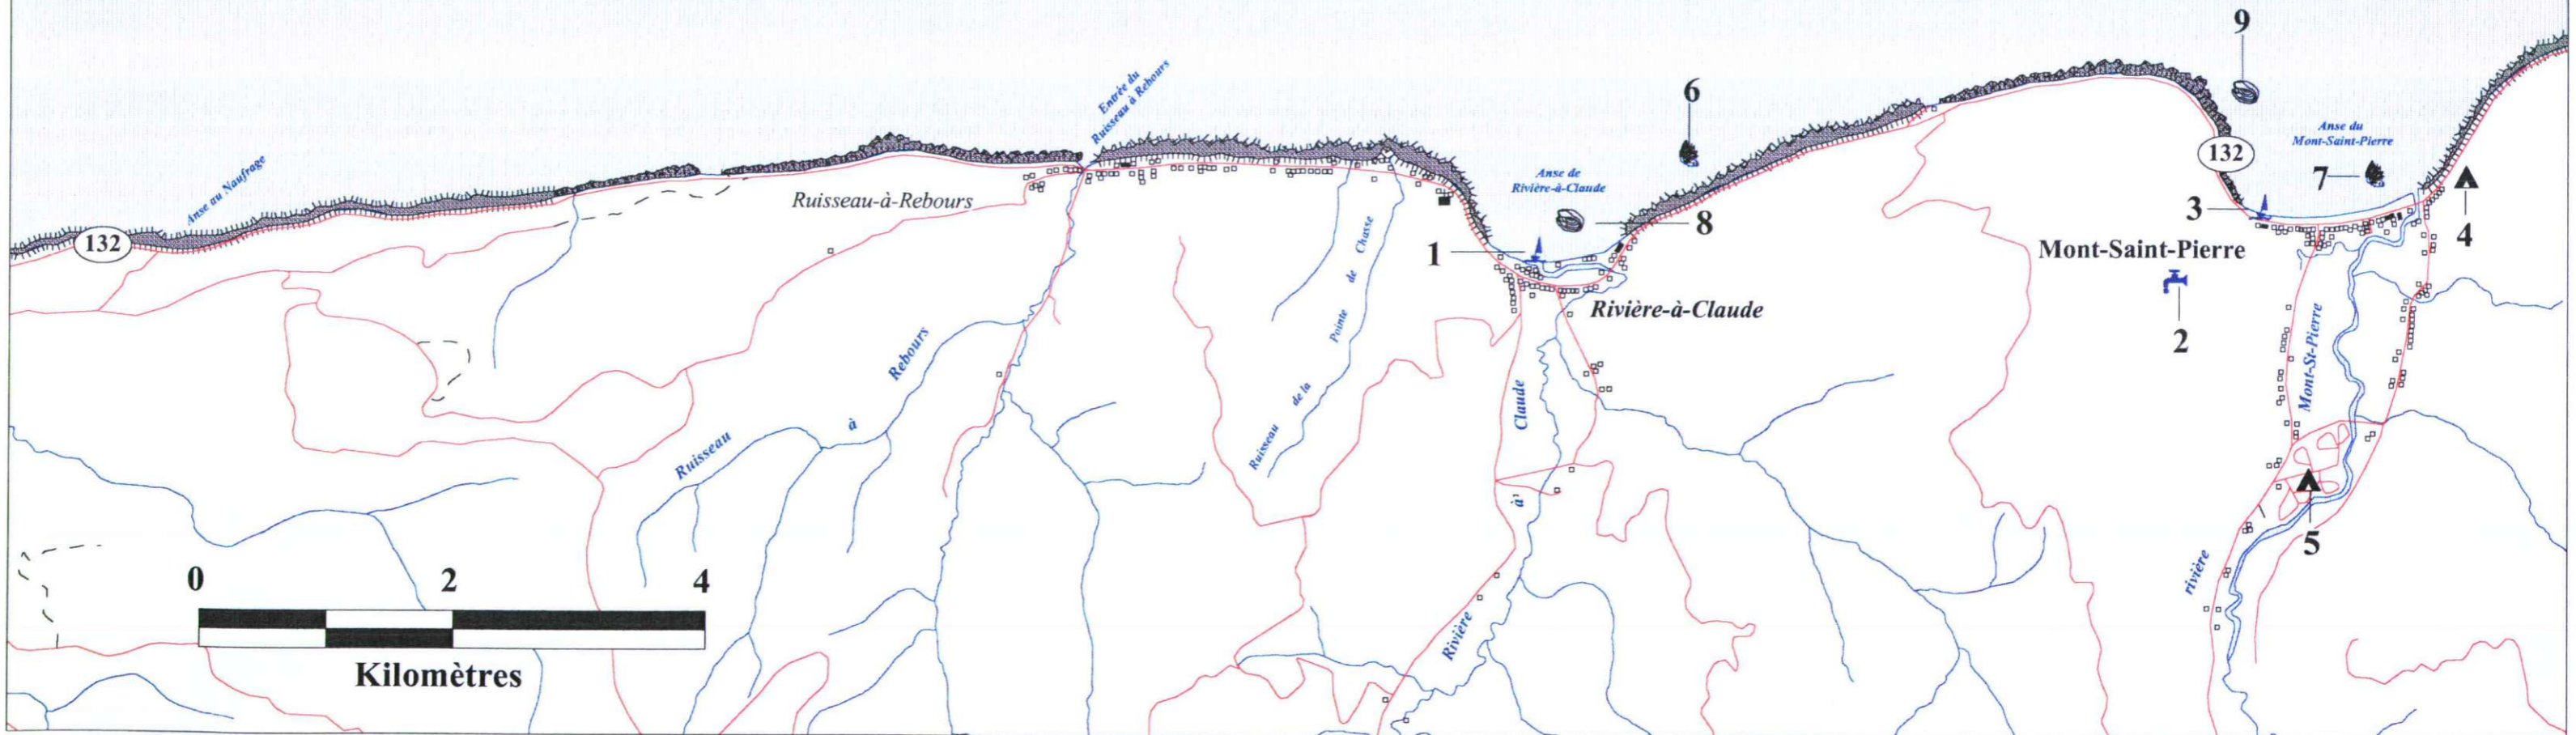 9
Entrée du
Ruisseau à Rebours
6
Anse du
Mont-Saint-Pierre
132
Anse au Naufrage
Anse de
Rivière-à-Claude
7
Ruisseau-à-Rebours
3
132
8
4
1
Mont-Saint-Pierre
Rivière-à-Claude
2
Ruisseau de la Pointe de Chasse
Ruisseau à Rebours
Rivière à Claude
rivière Mont-St-Pierre
5
0 2 4
Kilomètres